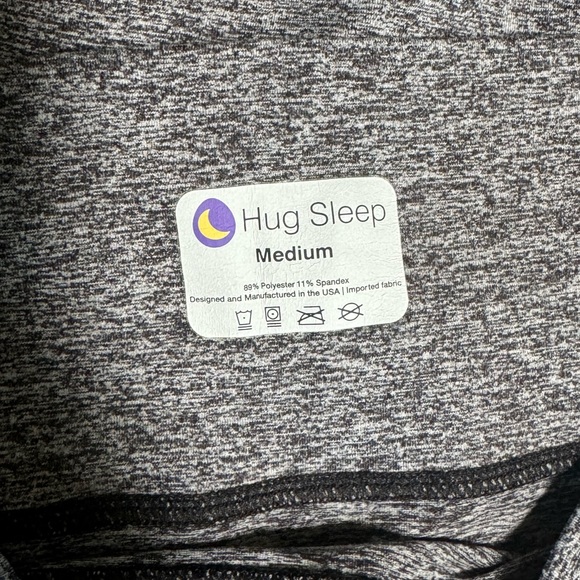 Hug Sleep
Medium
89% Polyester 11% Spandex
Designed and Manufactured in the USA | Imported fabric